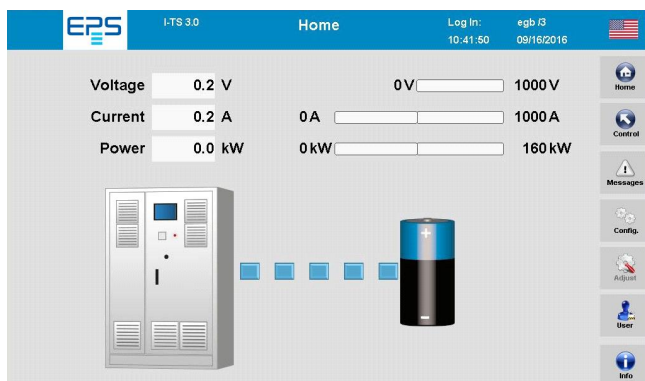 EPS
I-TS 3.0
Home
Log In: egb /3
10:41:50 09/16/2016
Voltage 0.2 V 0 V 1000 V
Current 0.2 A 0 A 1000 A
Power 0.0 kW 0 kW 160 kW
+
-
Home
Control
!
Messages
Config.
Adjust
User
i
Info